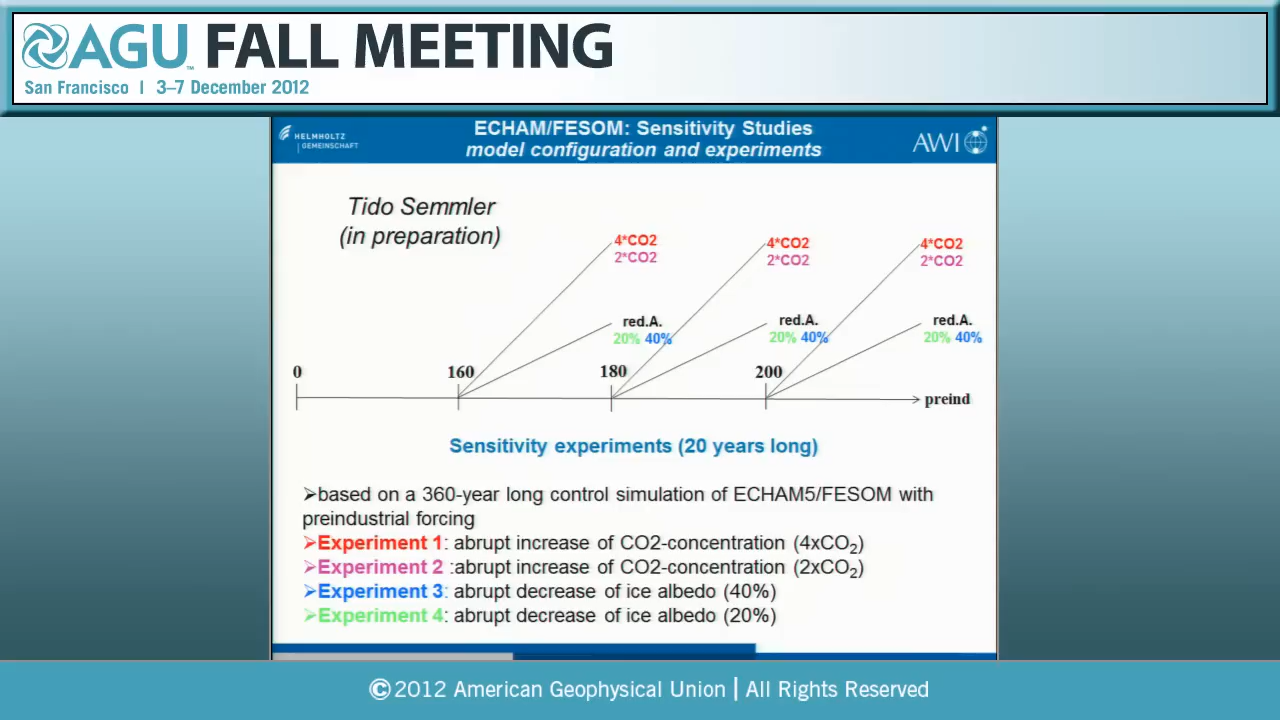 AGU FALL MEETING
San Francisco | 3–7 December 2012
HELMHOLTZ
GEMEINSCHAFT
ECHAM/FESOM: Sensitivity Studies
model configuration and experiments
AWI
Tido Semmler
(in preparation)
4*CO2
2*CO2
4*CO2
2*CO2
4*CO2
2*CO2
red.A.
20% 40%
red.A.
20% 40%
red.A.
20% 40%
0 160 180 200
preind
Sensitivity experiments (20 years long)
➢based on a 360-year long control simulation of ECHAM5/FESOM with
preindustrial forcing
➢Experiment 1: abrupt increase of CO2-concentration (4xCO₂)
➢Experiment 2 :abrupt increase of CO2-concentration (2xCO₂)
➢Experiment 3: abrupt decrease of ice albedo (40%)
➢Experiment 4: abrupt decrease of ice albedo (20%)
©2012 American Geophysical Union | All Rights Reserved